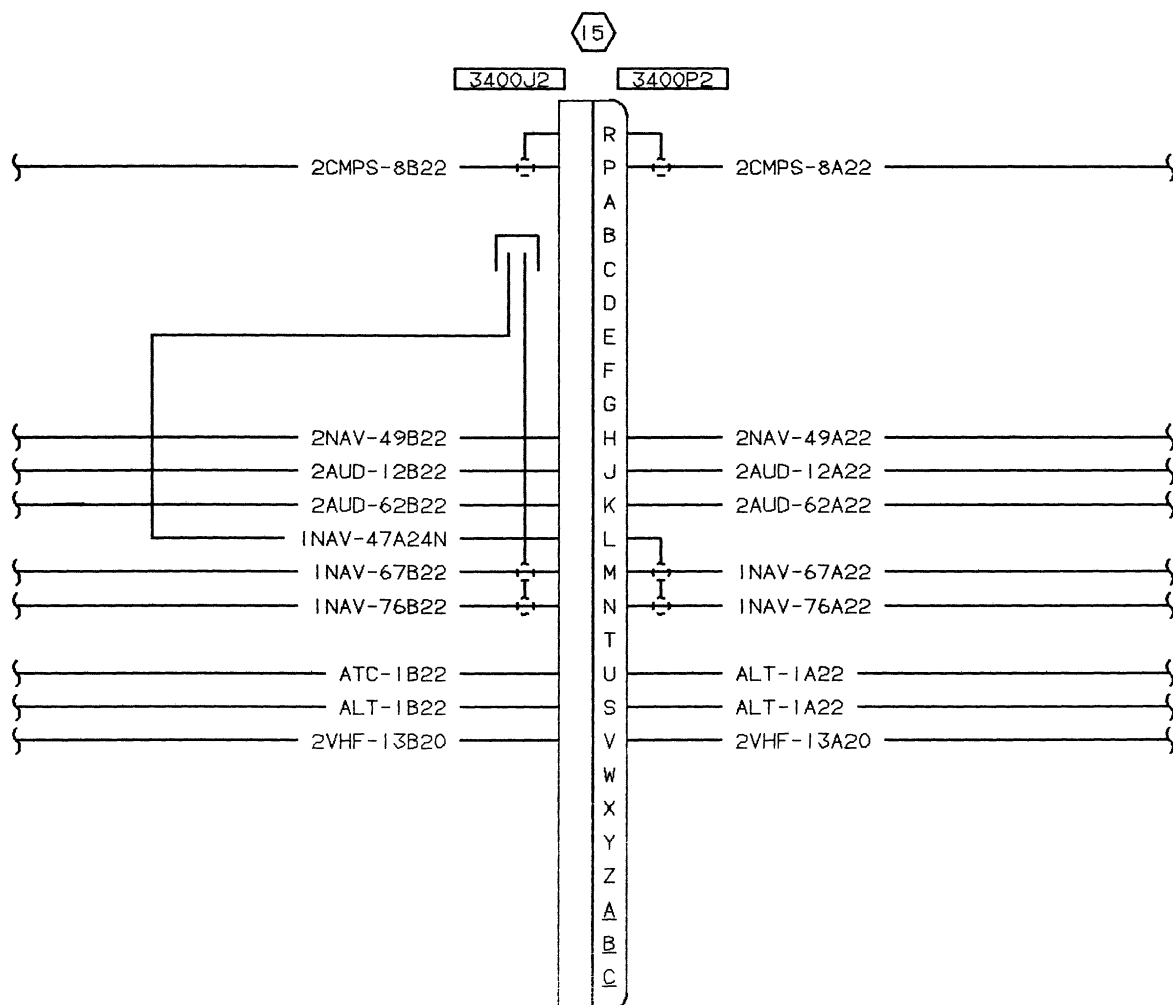 15
3400J2 3400P2
R
2CMPS-8B22 P 2CMPS-8A22
A
B
C
D
E
F
G
2NAV-49B22 H 2NAV-49A22
2AUD-12B22 J 2AUD-12A22
2AUD-62B22 K 2AUD-62A22
1NAV-47A24N L
1NAV-67B22 M 1NAV-67A22
1NAV-76B22 N 1NAV-76A22
T
ATC-1B22 U ALT-1A22
ALT-1B22 S ALT-1A22
2VHF-13B20 V 2VHF-13A20
W
X
Y
Z
A
B
C